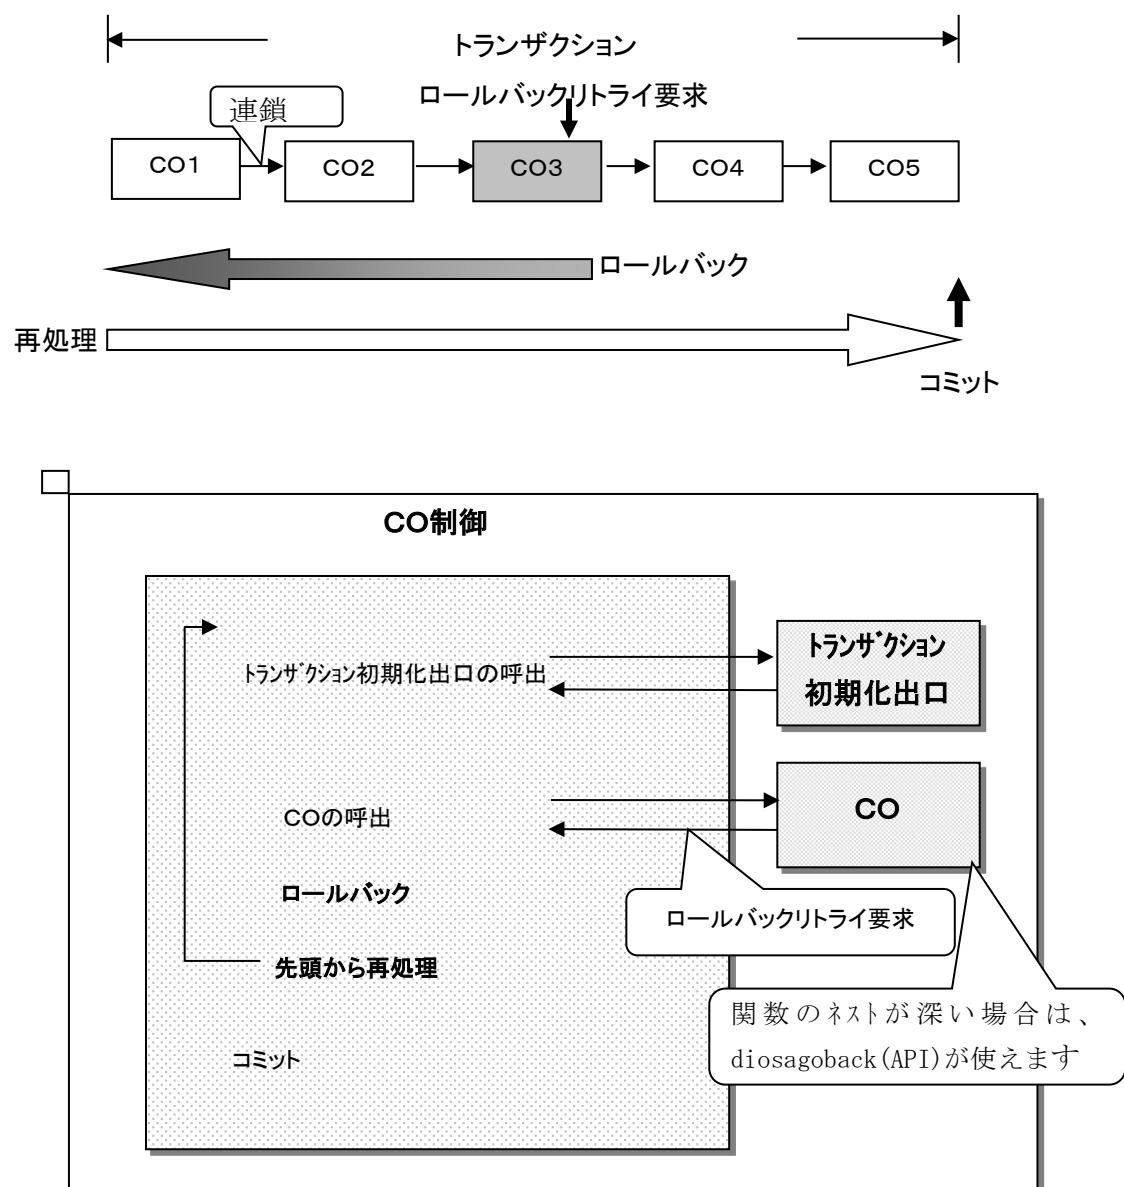 トランザクション
ロールバックリトライ要求
連鎖
CO1
CO2
CO3
CO4
CO5
ロールバック
再処理
コミット
CO制御
トランザクション初期化出口の呼出
トランザクション
初期化出口
COの呼出
CO
ロールバック
ロールバックリトライ要求
先頭から再処理
関数のネストが深い場合は、
diosagoback(API)が使えます
コミット